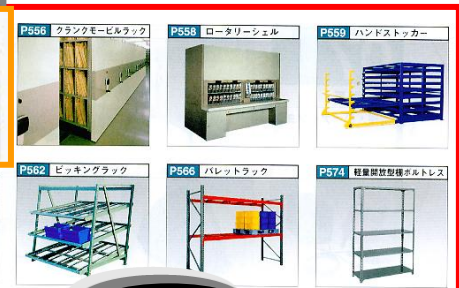 P556 クランクモービルラック
P558 ロータリーシェル
P559 ハンドストッカー
P562 ピッキングラック
P566 パレットラック
P574 軽量開放型棚ボルトレス